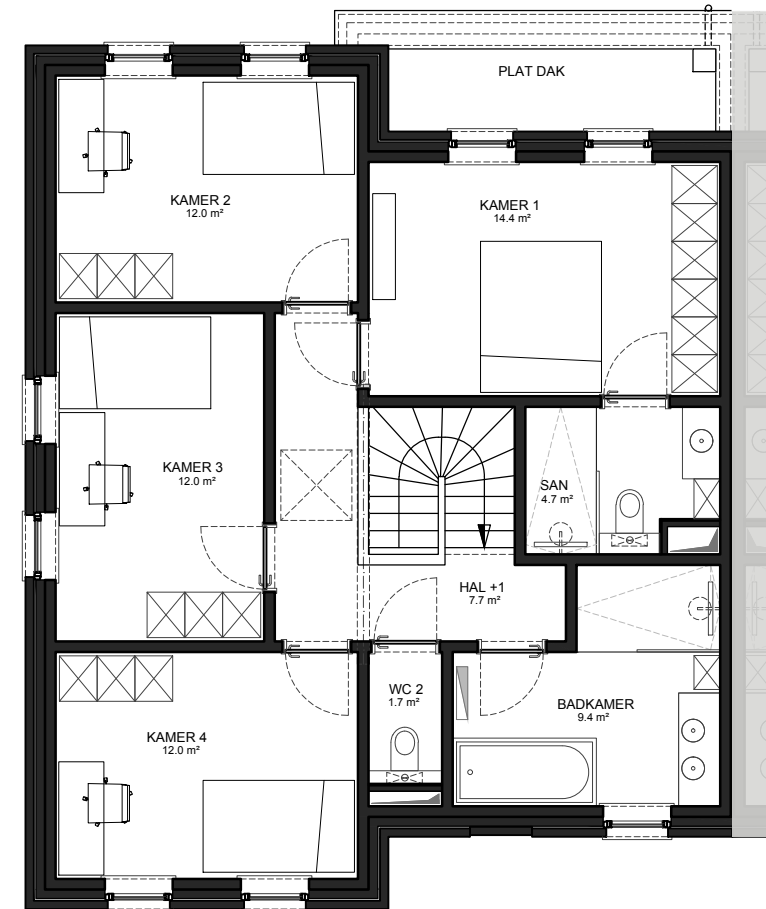 PLAT DAK
KAMER 2
12.0 m²
KAMER 1
14.4 m²
KAMER 3
12.0 m²
SAN
4.7 m²
HAL +1
7.7 m²
WC 2
1.7 m²
BADKAMER
9.4 m²
KAMER 4
12.0 m²